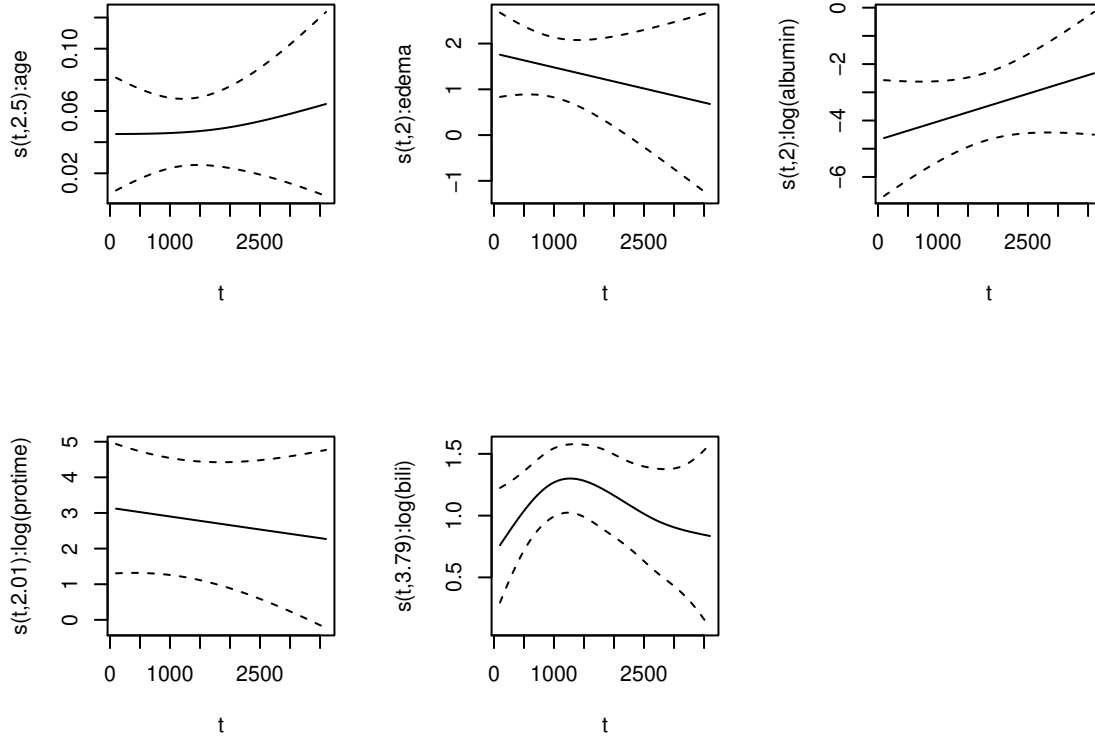 s(t,2.5):age
0.02 0.06 0.10
0 1000 2500
t
s(t,2):edema
−1 0 1 2
0 1000 2500
t
s(t,2):log(albumin)
−6 −4 −2 0
0 1000 2500
t
s(t,2.01):log(protime)
0 1 2 3 4 5
0 1000 2500
t
s(t,3.79):log(bili)
0.5 1.0 1.5
0 1000 2500
t